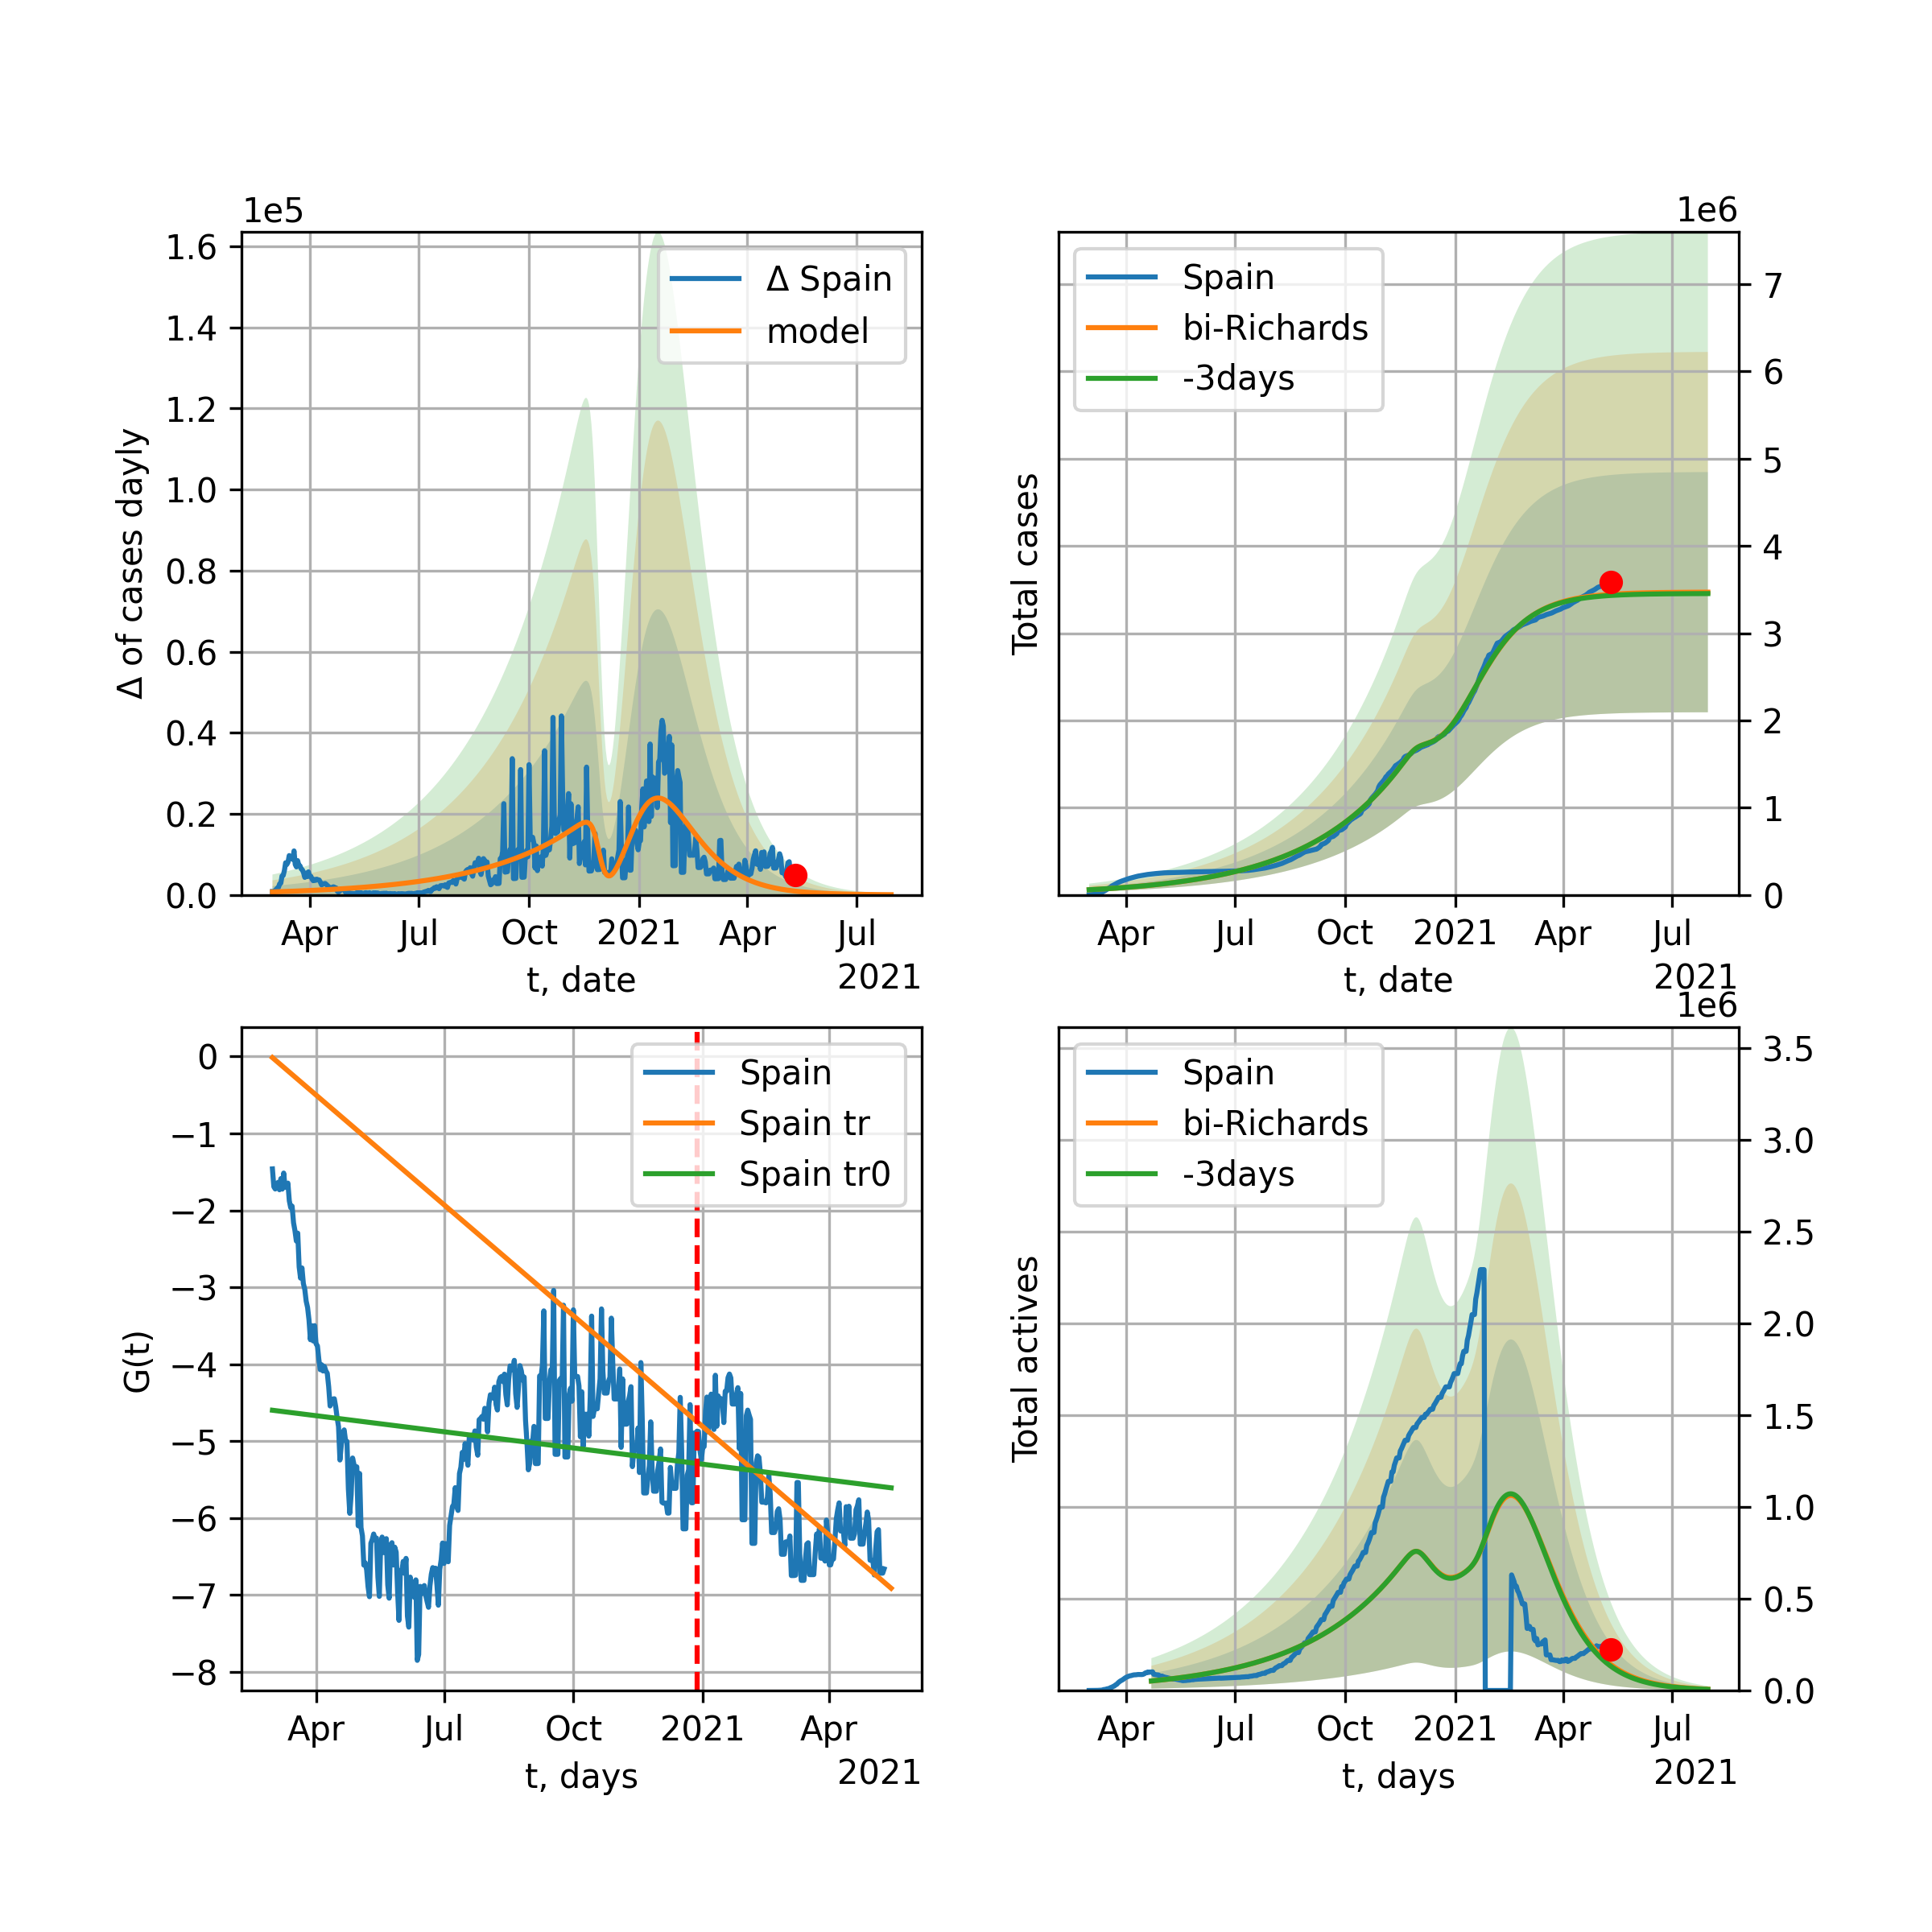 1e5
1.6
1.4
1.2
1.0
0.8
0.6
0.4
0.2
0.0
Δ of cases dayly
Δ Spain
model
Apr Jul Oct 2021 Apr Jul
t, date
2021
1e6
Spain
bi-Richards
-3days
Total cases
7
6
5
4
3
2
1
0
Apr Jul Oct 2021 Apr Jul
t, date
2021
0
−1
−2
−3
−4
−5
−6
−7
−8
G(t)
Spain
Spain tr
Spain tr0
Apr Jul Oct 2021 Apr
t, days
2021
1e6
Spain
bi-Richards
-3days
Total actives
3.5
3.0
2.5
2.0
1.5
1.0
0.5
0.0
Apr Jul Oct 2021 Apr Jul
t, days
2021